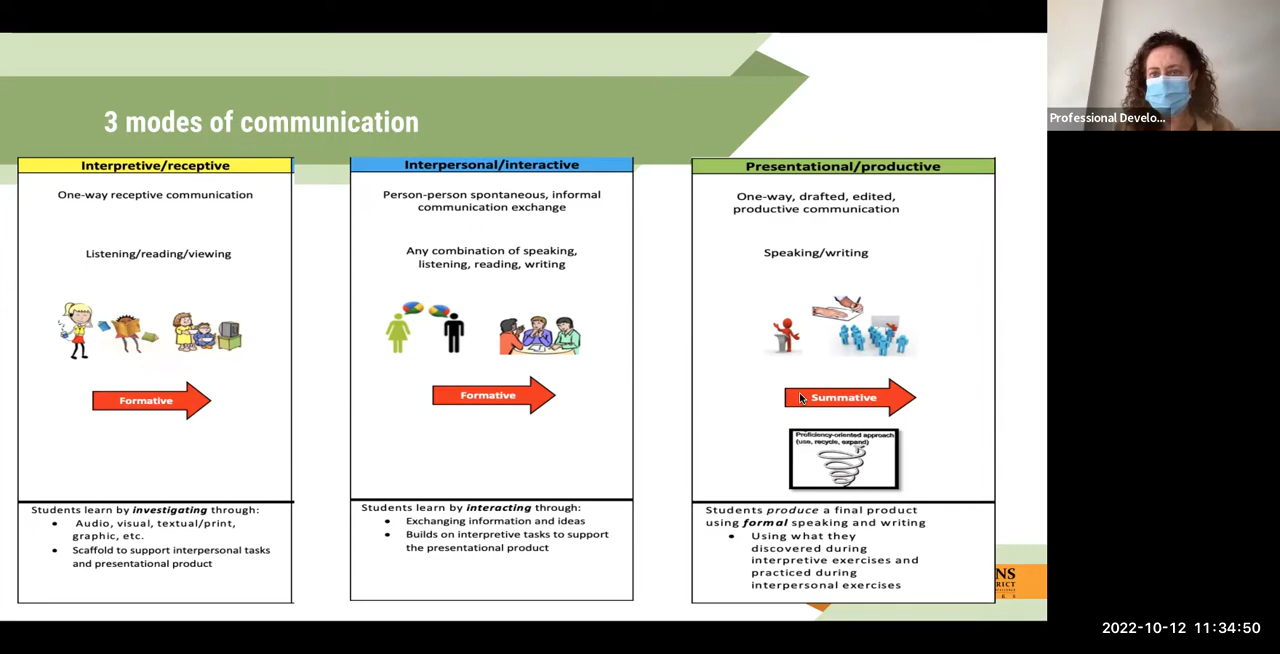 3 modes of communication
Interpretive/receptive
One-way receptive communication
Listening/reading/viewing
Formative
Students learn by investigating through:
• Audio, visual, textual/print,
graphic, etc.
• Scaffold to support interpersonal tasks
and presentational product
Interpersonal/interactive
Person-person spontaneous, informal
communication exchange
Any combination of speaking,
listening, reading, writing
Formative
Students learn by interacting through:
• Exchanging information and ideas
• Builds on interpretive tasks to support
the presentational product
Presentational/productive
One-way, drafted, edited,
productive communication
Speaking/writing
Summative
Proficiency-oriented approach
(use, recycle, expand)
Students produce a final product
using formal speaking and writing
• Using what they
discovered during
interpretive exercises and
practiced during
interpersonal exercises
NS
RICT
Professional Develo...
2022-10-12 11:34:50